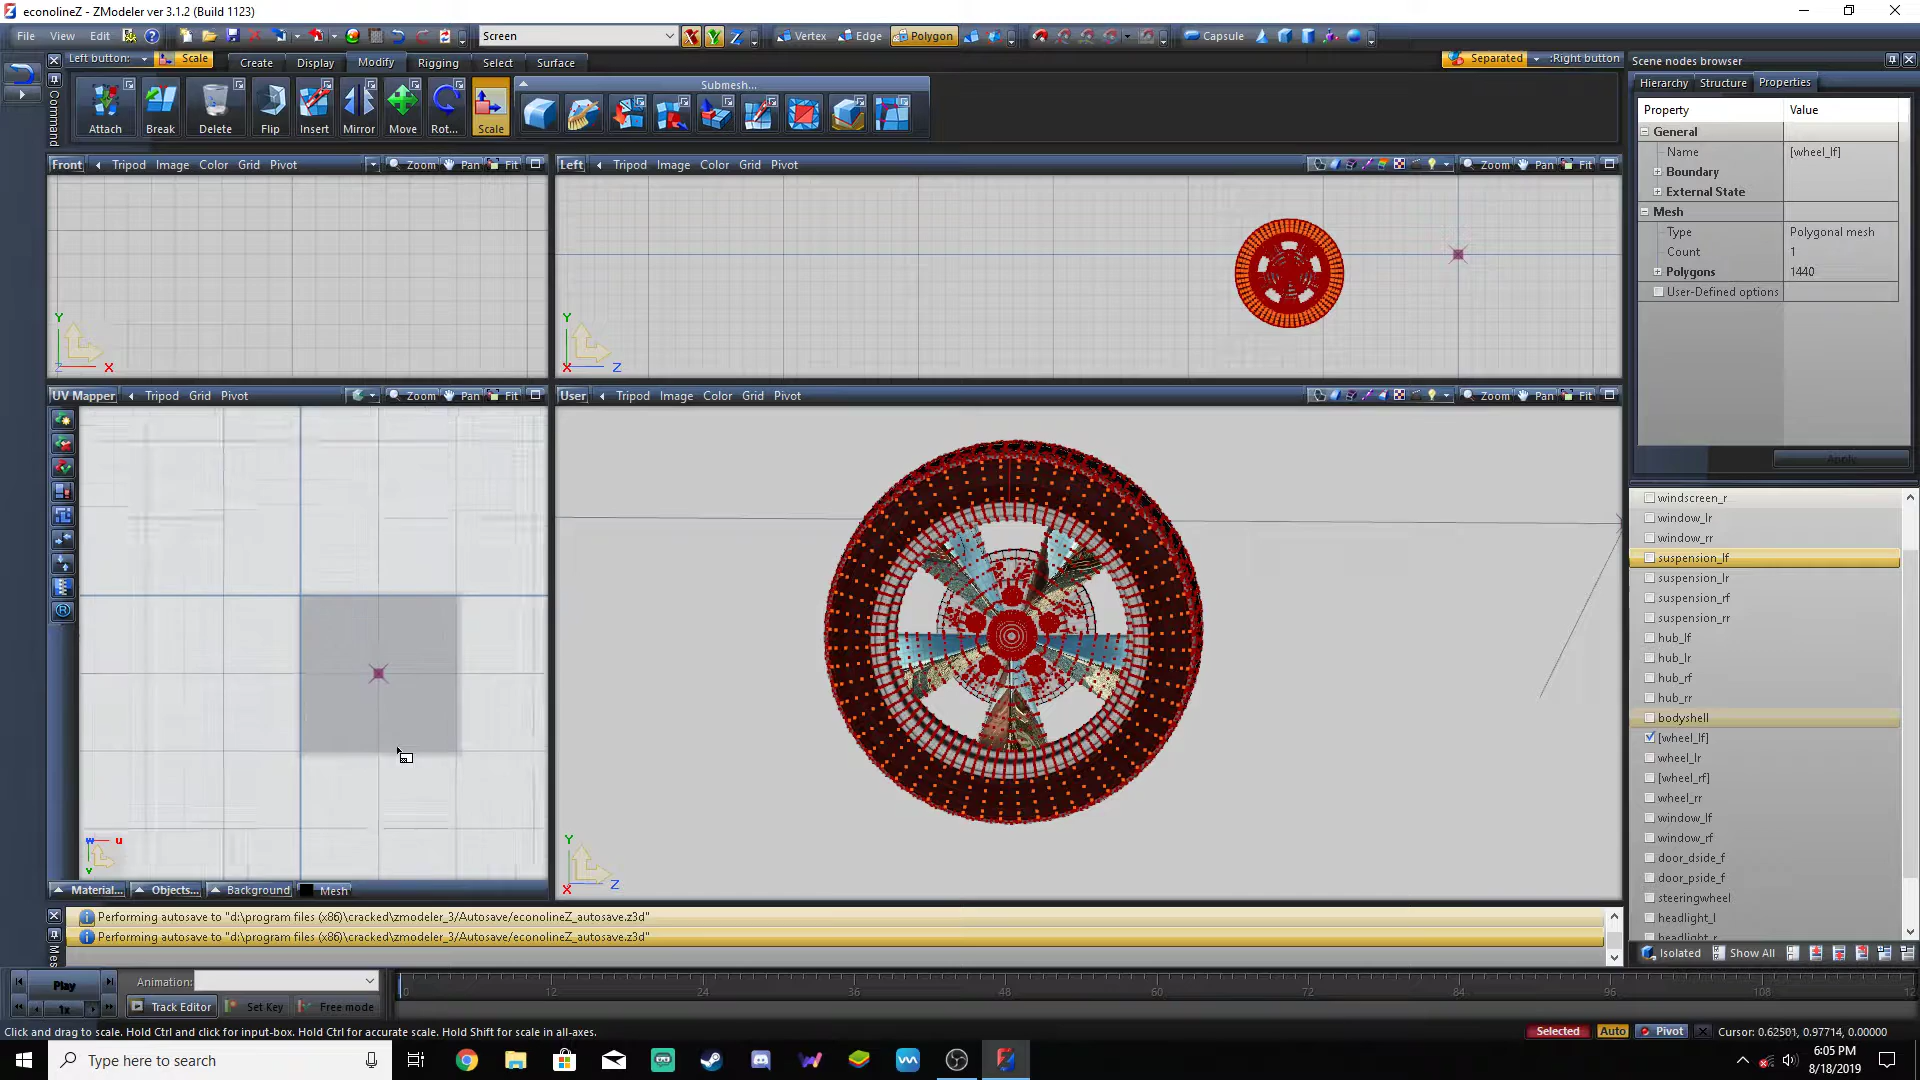 econolineZ - ZModeler ver 3.1.2 (Build 1123)
File View Edit Screen X Y Z Vertex Edge Polygon Capsule
Left button: Scale Create Display Modify Rigging Select Surface Separated :Right button
Command
Attach Break Delete Flip Insert Mirror Move Rot... Scale
Submesh...
Front Tripod Image Color Grid Pivot Zoom Pan Fit
Left Tripod Image Color Grid Pivot Zoom Pan Fit
Y
Z X
Y
X Z
UV Mapper Tripod Grid Pivot Zoom Pan Fit
User Tripod Image Color Grid Pivot Zoom Pan Fit
w u
v
Y
X Z
Material... Objects... Background Mesh
Scene nodes browser
Hierarchy Structure Properties
Property Value
General
Name [wheel_lf]
Boundary
External State
Mesh
Type Polygonal mesh
Count 1
Polygons 1440
User-Defined options
Apply
windscreen_r
window_lr
window_rr
suspension_lf
suspension_lr
suspension_rf
suspension_rr
hub_lf
hub_lr
hub_rf
hub_rr
bodyshell
[wheel_lf]
wheel_lr
[wheel_rf]
wheel_rr
window_lf
window_rf
door_dside_f
door_pside_f
steeringwheel
headlight_l
headlight_r
Isolated Show All
Performing autosave to "d:\program files (x86)\cracked\zmodeler_3/Autosave/econolineZ_autosave.z3d"
Performing autosave to "d:\program files (x86)\cracked\zmodeler_3/Autosave/econolineZ_autosave.z3d"
Mes
Play Animation:
1x Track Editor Set Key Free mode
0 12 24 36 48 60 72 84 96 108 12
Click and drag to scale. Hold Ctrl and click for input-box. Hold Ctrl for accurate scale. Hold Shift for scale in all-axes.
Selected Auto Pivot Cursor: 0.62501, 0.97714, 0.00000
Type here to search
6:05 PM
8/18/2019